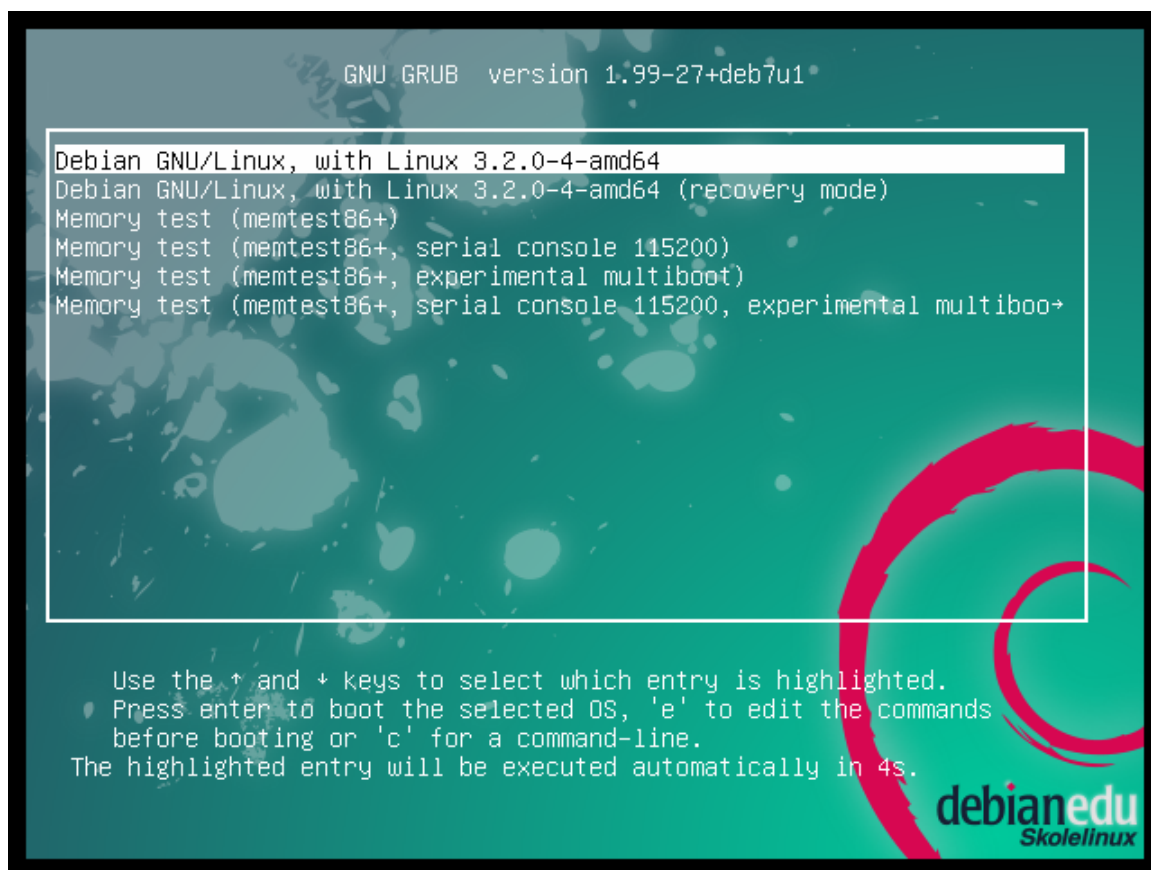 GNU GRUB  version 1.99-27+deb7u1
Debian GNU/Linux, with Linux 3.2.0-4-amd64
Debian GNU/Linux, with Linux 3.2.0-4-amd64 (recovery mode)
Memory test (memtest86+)
Memory test (memtest86+, serial console 115200)
Memory test (memtest86+, experimental multiboot)
Memory test (memtest86+, serial console 115200, experimental multiboo→
Use the ↑ and ↓ keys to select which entry is highlighted.
Press enter to boot the selected OS, 'e' to edit the commands
before booting or 'c' for a command-line.
The highlighted entry will be executed automatically in 4s.
debianedu
Skolelinux